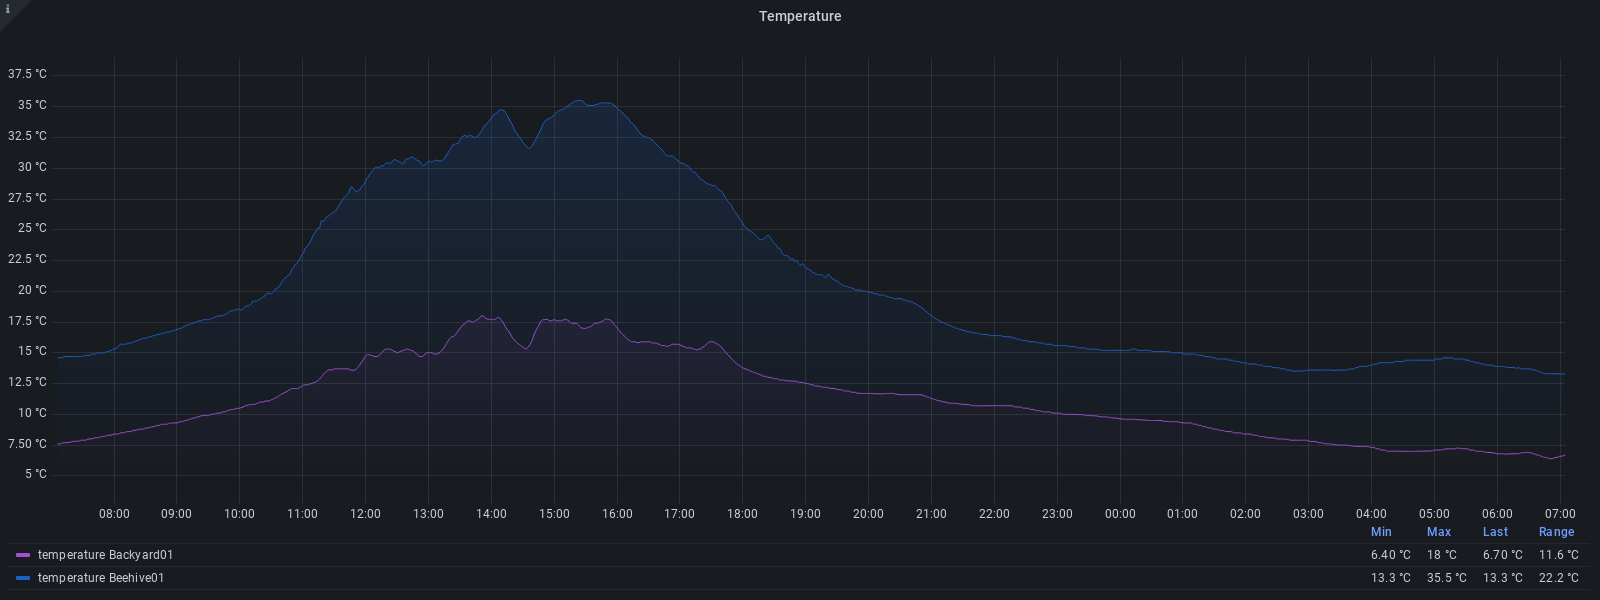 i
Temperature
37.5 °C
35 °C
32.5 °C
30 °C
27.5 °C
25 °C
22.5 °C
20 °C
17.5 °C
15 °C
12.5 °C
10 °C
7.50 °C
5 °C
08:00 09:00 10:00 11:00 12:00 13:00 14:00 15:00 16:00 17:00 18:00 19:00 20:00 21:00 22:00 23:00 00:00 01:00 02:00 03:00 04:00 05:00 06:00 07:00
Min Max Last Range
temperature Backyard01 6.40 °C 18 °C 6.70 °C 11.6 °C
temperature Beehive01 13.3 °C 35.5 °C 13.3 °C 22.2 °C